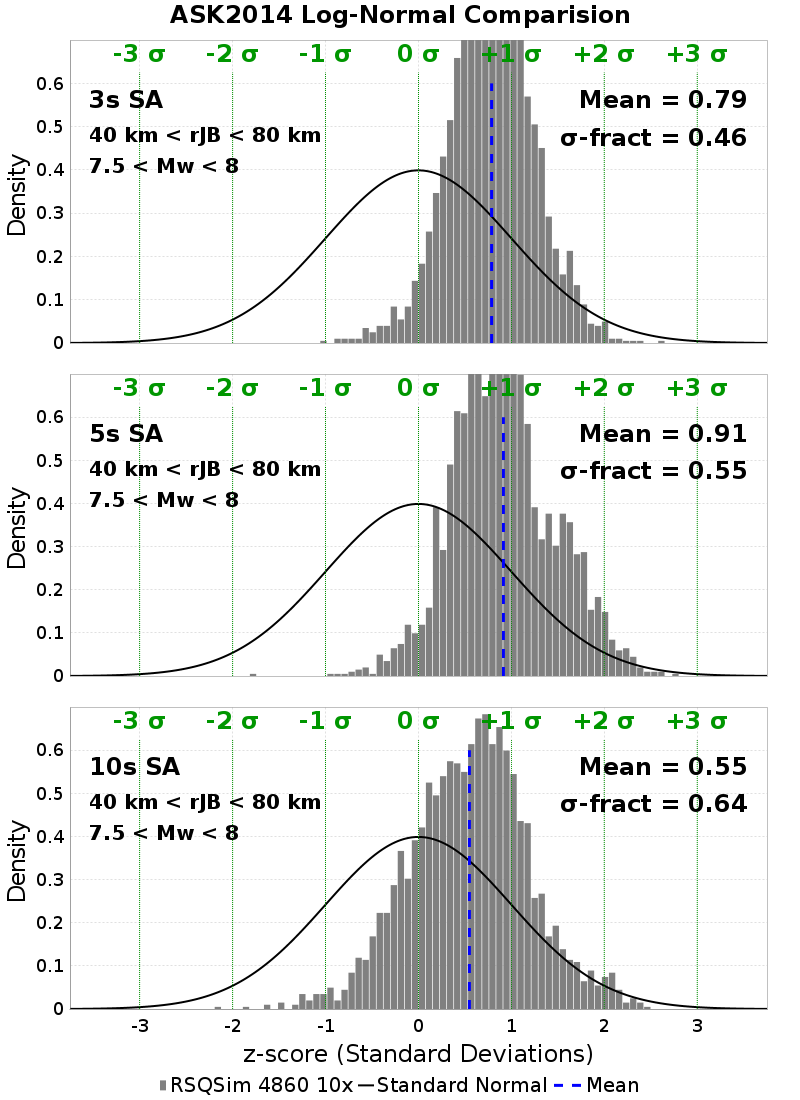 ASK2014 Log-Normal Comparision
-3 σ -2 σ -1 σ 0 σ +1 σ +2 σ +3 σ
3s SA
40 km < rJB < 80 km
7.5 < Mw < 8
Mean = 0.79
σ-fract = 0.46
Density
0.6
0.5
0.4
0.3
0.2
0.1
0
-3 σ -2 σ -1 σ 0 σ +1 σ +2 σ +3 σ
5s SA
40 km < rJB < 80 km
7.5 < Mw < 8
Mean = 0.91
σ-fract = 0.55
Density
0.6
0.5
0.4
0.3
0.2
0.1
0
-3 σ -2 σ -1 σ 0 σ +1 σ +2 σ +3 σ
10s SA
40 km < rJB < 80 km
7.5 < Mw < 8
Mean = 0.55
σ-fract = 0.64
Density
0.6
0.5
0.4
0.3
0.2
0.1
0
-3 -2 -1 0 1 2 3
z-score (Standard Deviations)
RSQSim 4860 10x Standard Normal Mean